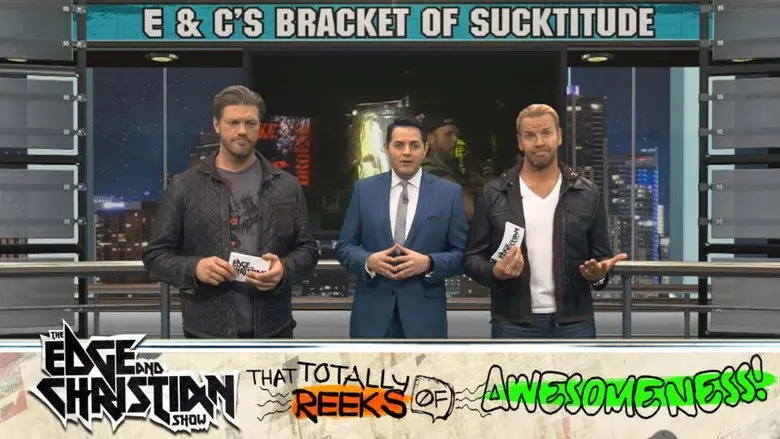 E & C'S BRACKET OF SUCKTITUDE
THE
EDGE
AND
CHRISTIAN
SHOW
THAT TOTALLY
REEKS
OF
AWESOMENESS!